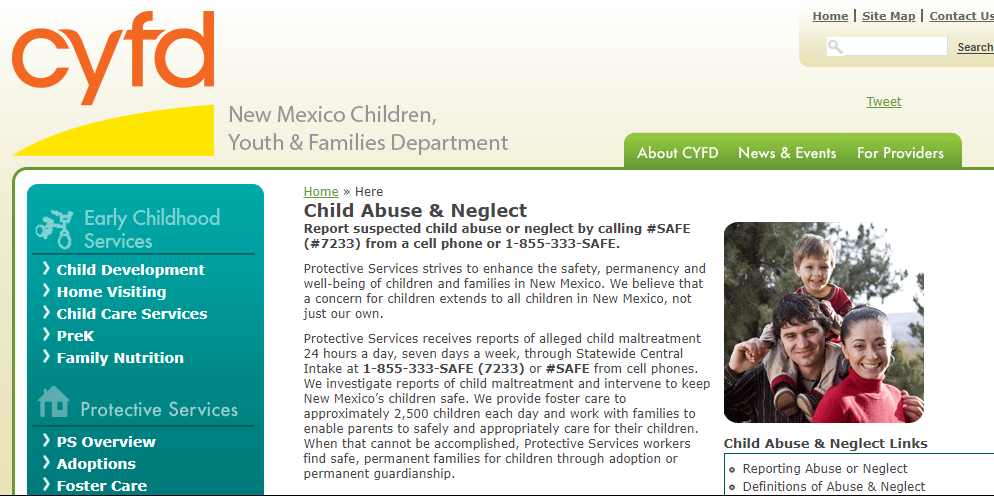 Home | Site Map | Contact Us
Search
cyfd
Tweet
New Mexico Children,
Youth & Families Department
About CYFD News & Events For Providers
Early Childhood
Services
Child Development
Home Visiting
Child Care Services
PreK
Family Nutrition
Protective Services
PS Overview
Adoptions
Foster Care
Home » Here
Child Abuse & Neglect
Report suspected child abuse or neglect by calling #SAFE
(#7233) from a cell phone or 1-855-333-SAFE.
Protective Services strives to enhance the safety, permanency and
well-being of children and families in New Mexico. We believe that
a concern for children extends to all children in New Mexico, not
just our own.
Protective Services receives reports of alleged child maltreatment
24 hours a day, seven days a week, through Statewide Central
Intake at 1-855-333-SAFE (7233) or #SAFE from cell phones.
We investigate reports of child maltreatment and intervene to keep
New Mexico’s children safe. We provide foster care to
approximately 2,500 children each day and work with families to
enable parents to safely and appropriately care for their children.
When that cannot be accomplished, Protective Services workers
find safe, permanent families for children through adoption or
permanent guardianship.
Child Abuse & Neglect Links
Reporting Abuse or Neglect
Definitions of Abuse & Neglect